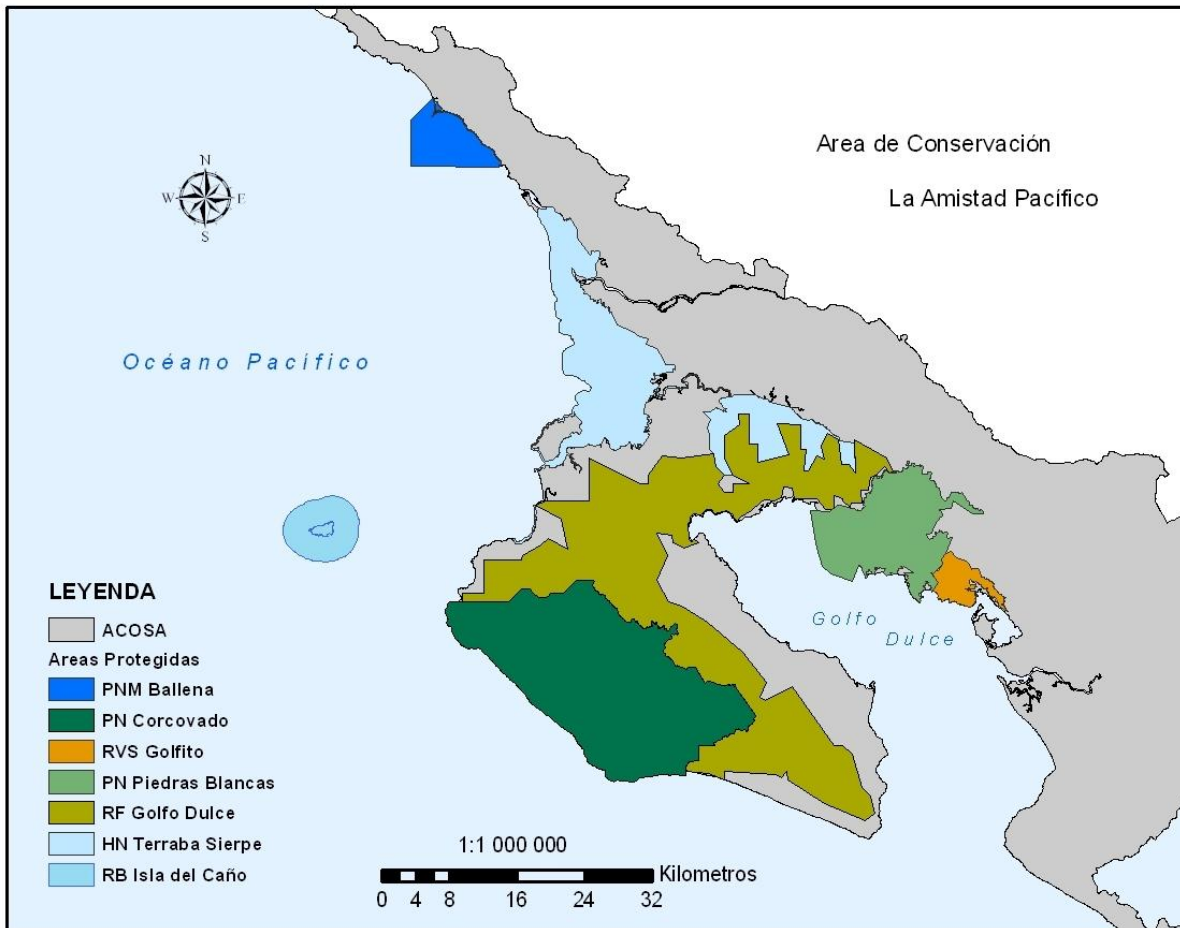 Area de Conservación
La Amistad Pacífico
N
W E
S
Océano Pacífico
Golfo
Dulce
LEYENDA
ACOSA
Areas Protegidas
PNM Ballena
PN Corcovado
RVS Golfito
PN Piedras Blancas
RF Golfo Dulce
HN Terraba Sierpe
RB Isla del Caño
1:1 000 000
Kilometros
0 4 8 16 24 32